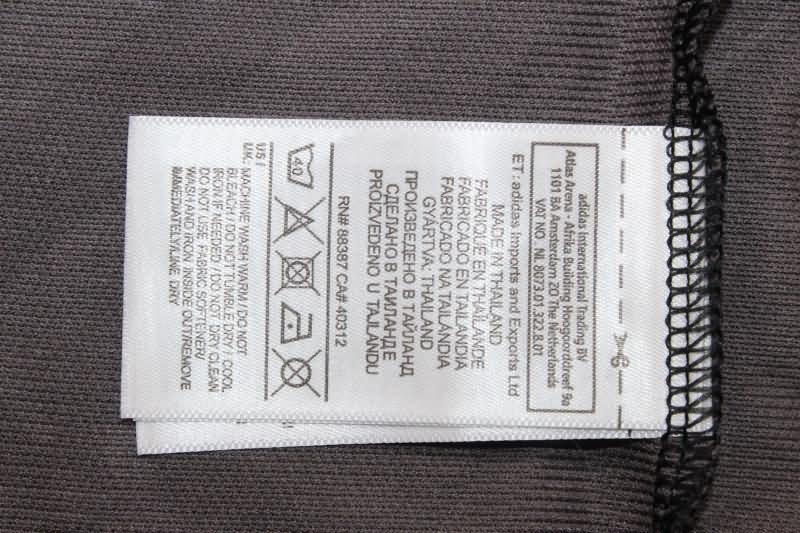 adidas International Trading BV
Atlas Arena - Afrika Building Hoogoorddreef 9a
1101 BA Amsterdam ZO The Netherlands
VAT NO. NL 8073.01.322.B.01
ET: adidas Imports and Exports Ltd
MADE IN THAILAND
FABRIQUE EN THAÏLANDE
FABRICADO EN TAILANDIA
FABRICADO NA TAILÂNDIA
GYÁRTVA: THAILAND
ПРОИЗВЕДЕНО В ТАЙЛАНД
СДЕЛАНО В ТАИЛАНДЕ
PROIZVEDENO U TAJLANDU
RN# 88387 CA# 40312
40
US /
UK: MACHINE WASH WARM / DO NOT
BLEACH / DO NOT TUMBLE DRY / COOL
IRON IF NEEDED / DO NOT DRY CLEAN
DO NOT USE FABRIC SOFTENER/
WASH AND IRON INSIDE OUT/REMOVE
IMMEDIATELY/LINE DRY